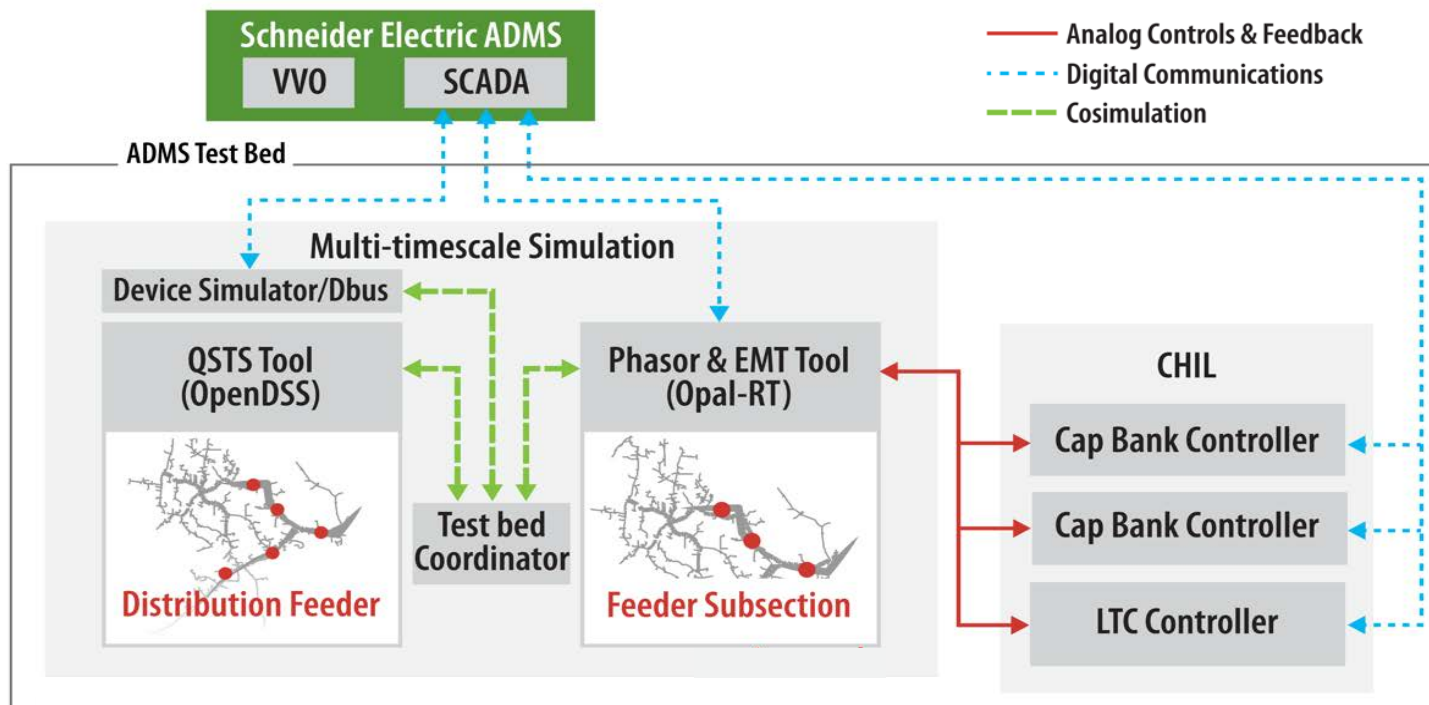 Schneider Electric ADMS
VVO
SCADA
Analog Controls & Feedback
Digital Communications
Cosimulation
ADMS Test Bed
Multi-timescale Simulation
Device Simulator/Dbus
QSTS Tool
(OpenDSS)
Distribution Feeder
Test bed
Coordinator
Phasor & EMT Tool
(Opal-RT)
Feeder Subsection
CHIL
Cap Bank Controller
Cap Bank Controller
LTC Controller